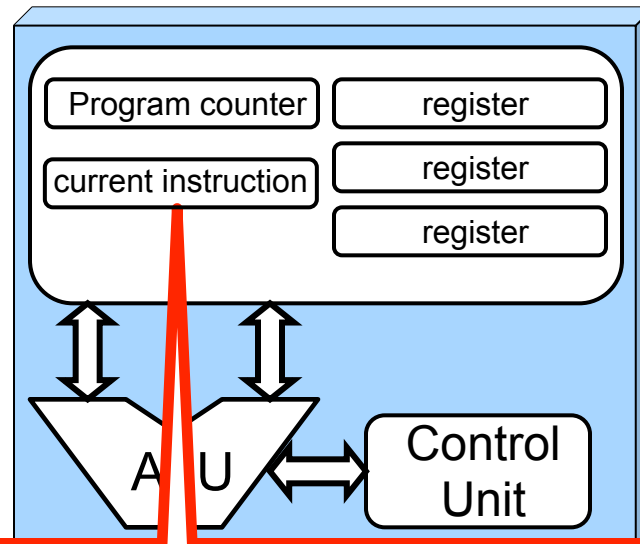 Program counter
register
current instruction
register
register
A U
Control
Unit